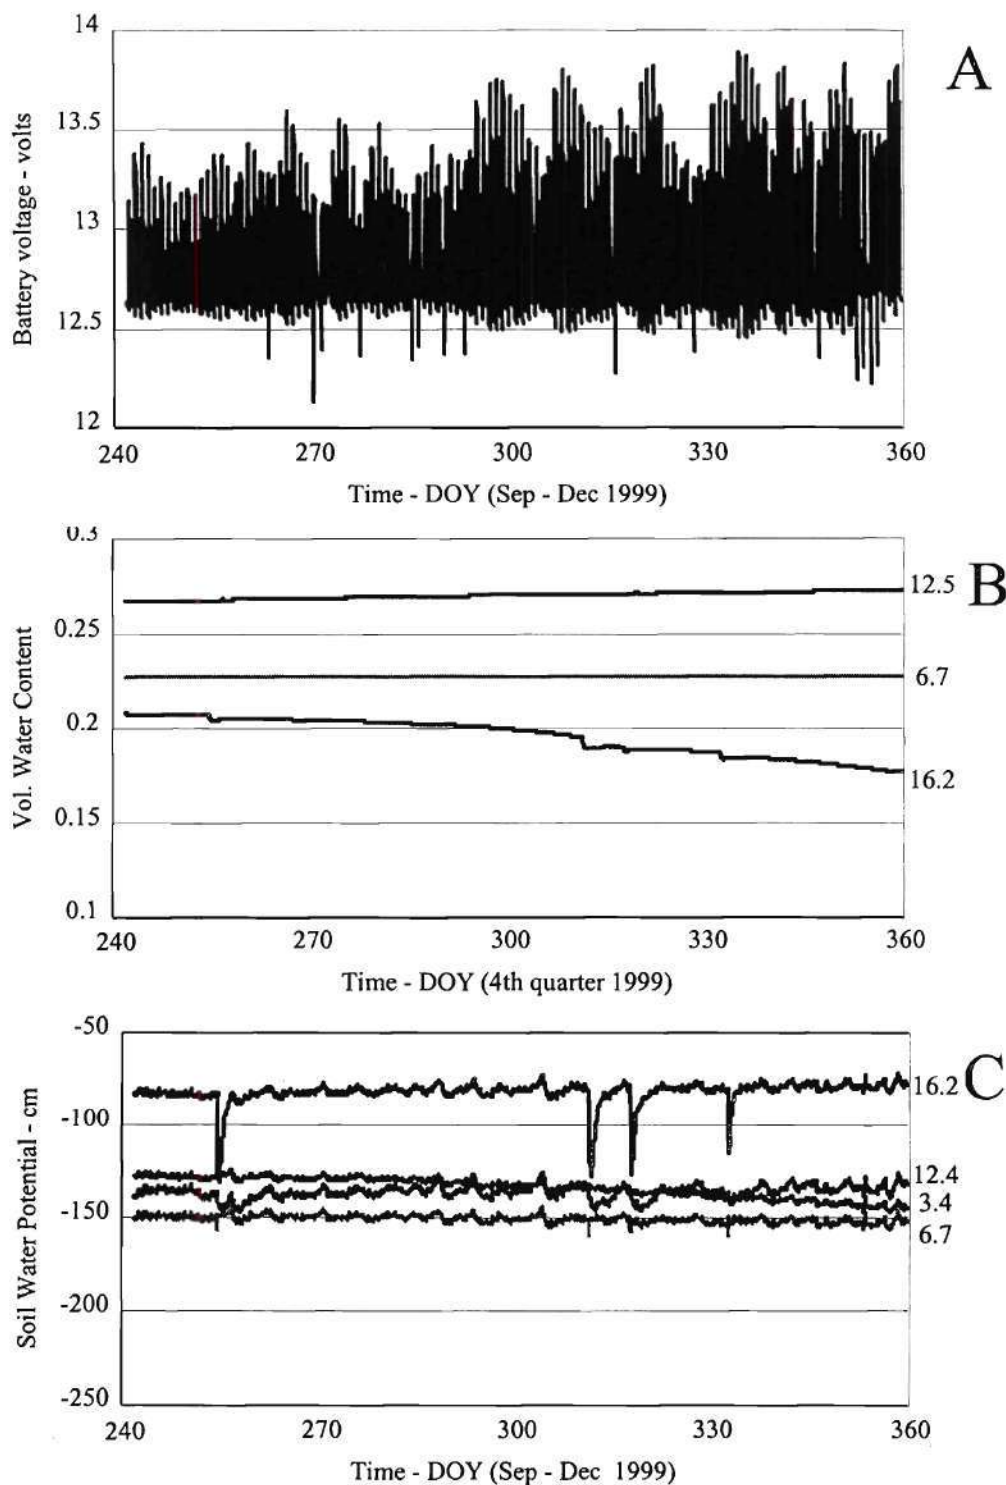 14
A
13.5
13
12.5
12
Battery voltage - volts
240 270 300 330 360
Time - DOY (Sep - Dec 1999)
0.3
B
12.5
0.25
6.7
0.2
16.2
0.15
0.1
Vol. Water Content
240 270 300 330 360
Time - DOY (4th quarter 1999)
-50
C
16.2
-100
12.4
3.4
-150
6.7
-200
-250
Soil Water Potential - cm
240 270 300 330 360
Time - DOY (Sep - Dec 1999)